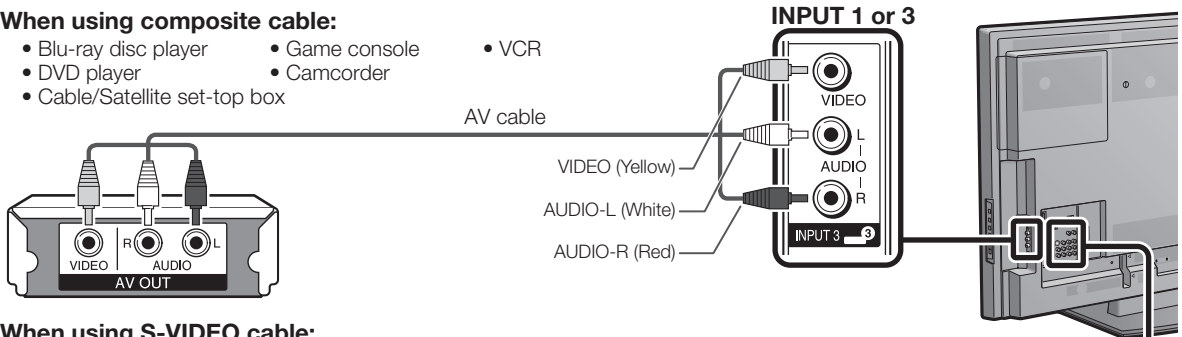 When using composite cable:
• Blu-ray disc player • Game console • VCR
• DVD player • Camcorder
• Cable/Satellite set-top box
AV cable
VIDEO (Yellow)
AUDIO-L (White)
AUDIO-R (Red)
INPUT 1 or 3
VIDEO
L
AUDIO
R
INPUT 3 3
VIDEO R AUDIO L
AV OUT
When using S-VIDEO cable: